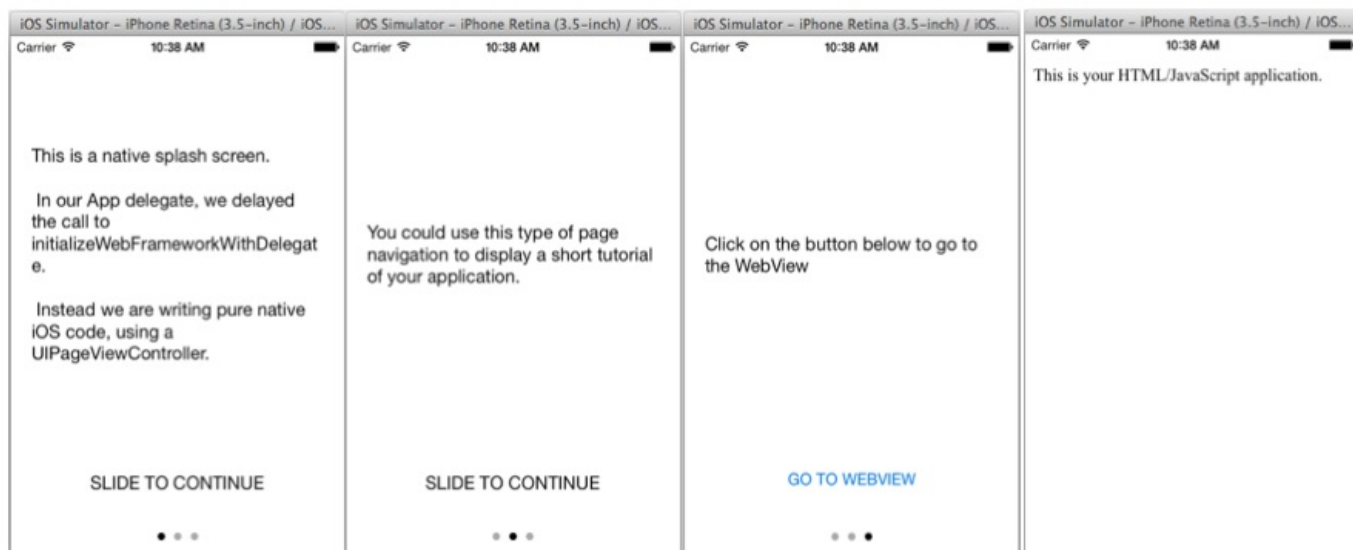 iOS Simulator – iPhone Retina (3.5-inch) / iOS...
Carrier 10:38 AM
This is a native splash screen.
In our App delegate, we delayed
the call to
initializeWebFrameworkWithDelegat
e.
Instead we are writing pure native
iOS code, using a
UIPageViewController.
SLIDE TO CONTINUE
iOS Simulator – iPhone Retina (3.5-inch) / iOS...
Carrier 10:38 AM
You could use this type of page
navigation to display a short tutorial
of your application.
SLIDE TO CONTINUE
iOS Simulator – iPhone Retina (3.5-inch) / iOS...
Carrier 10:38 AM
Click on the button below to go to
the WebView
GO TO WEBVIEW
iOS Simulator – iPhone Retina (3.5-inch) / iOS...
Carrier 10:38 AM
This is your HTML/JavaScript application.